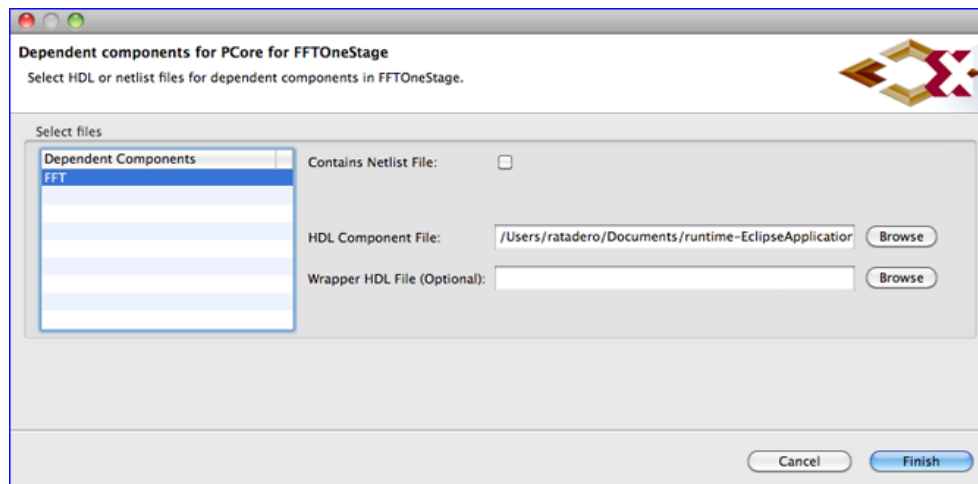 Dependent components for PCore for FFTOneStage
Select HDL or netlist files for dependent components in FFTOneStage.
Select files
Dependent Components
FFT
Contains Netlist File:
HDL Component File: /Users/ratadero/Documents/runtime-EclipseApplication Browse
Wrapper HDL File (Optional): Browse
Cancel Finish